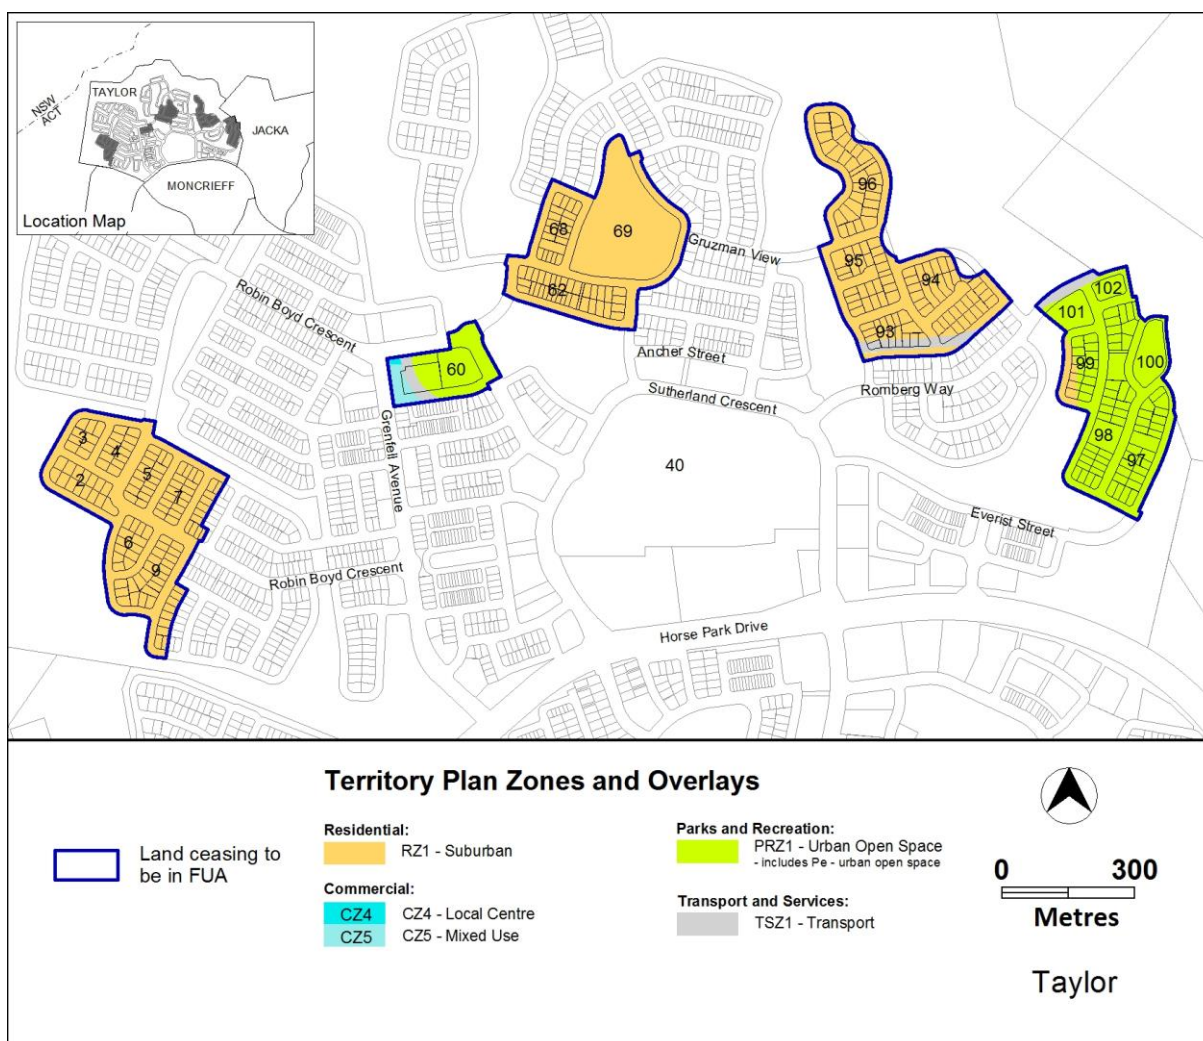 NSW
ACT
TAYLOR
JACKA
MONCRIEFF
Location Map
96
68
69
Gruzman View
95
94
102
62
Robin Boyd Crescent
101
93
Ancher Street
99
100
60
Romberg Way
Sutherland Crescent
Grenfell Avenue
3
4
98
40
97
5
2
7
Everist Street
6
9
Robin Boyd Crescent
Horse Park Drive
Territory Plan Zones and Overlays
Land ceasing to
be in FUA
Residential:
RZ1 - Suburban
Commercial:
CZ4 CZ4 - Local Centre
CZ5 CZ5 - Mixed Use
Parks and Recreation:
PRZ1 - Urban Open Space
- includes Pe - urban open space
Transport and Services:
TSZ1 - Transport
0 300
Metres
Taylor